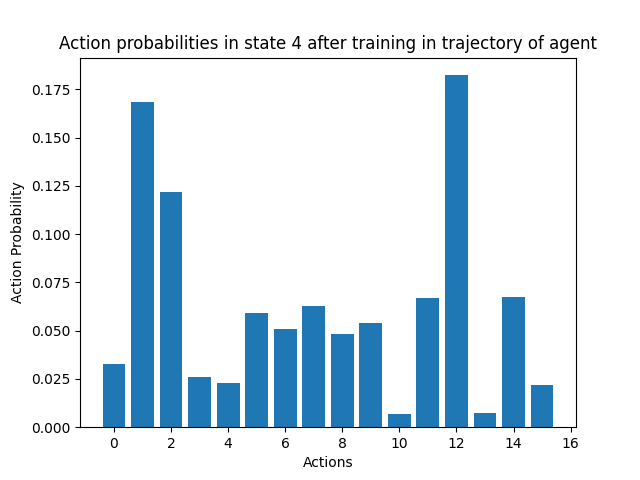 Action probabilities in state 4 after training in trajectory of agent
0.175
0.150
0.125
0.100
0.075
0.050
0.025
0.000
Action Probability
0 2 4 6 8 10 12 14 16
Actions